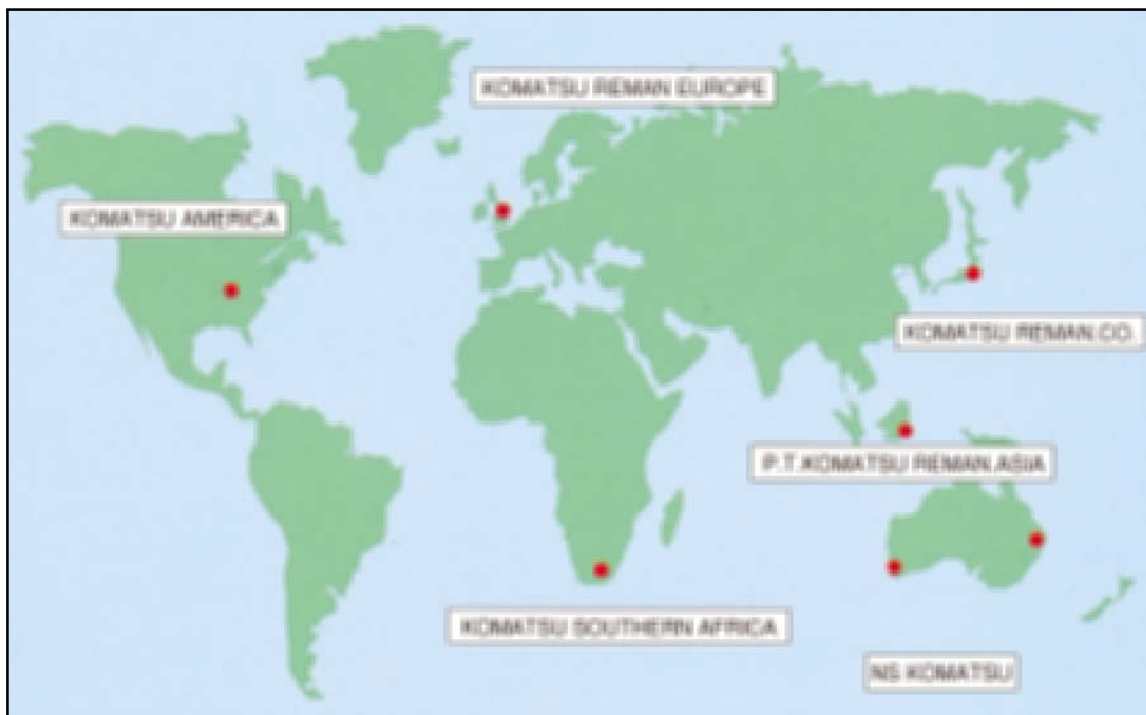 KOMATSU REMAN EUROPE
KOMATSU AMERICA
KOMATSU REMAN.CO.
P.T.KOMATSU REMAN.ASIA
KOMATSU SOUTHERN AFRICA
NS KOMATSU